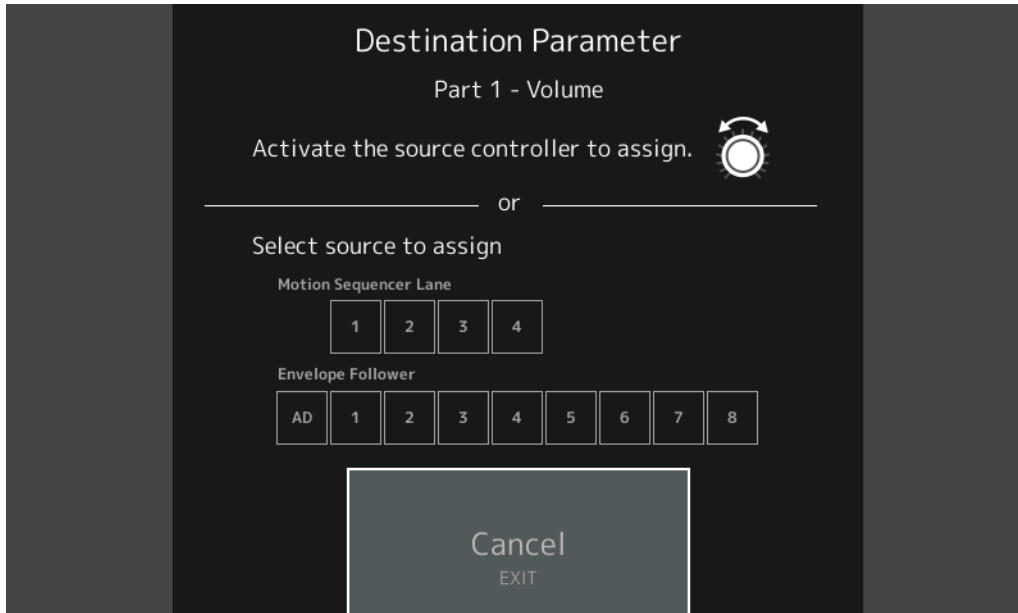 Destination Parameter
Part 1 - Volume
Activate the source controller to assign.
or
Select source to assign
Motion Sequencer Lane
1 2 3 4
Envelope Follower
AD 1 2 3 4 5 6 7 8
Cancel
EXIT